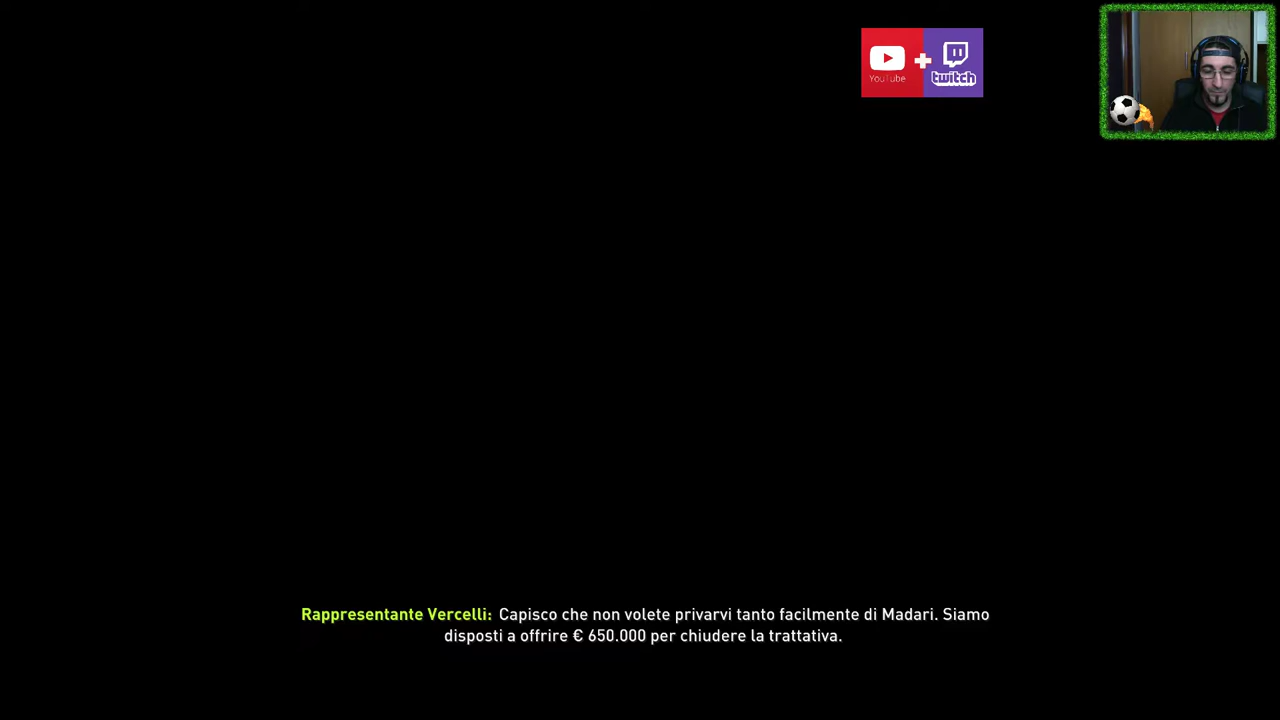 YouTube
twitch
Rappresentante Vercelli: Capisco che non volete privarvi tanto facilmente di Madari. Siamo
disposti a offrire € 650.000 per chiudere la trattativa.